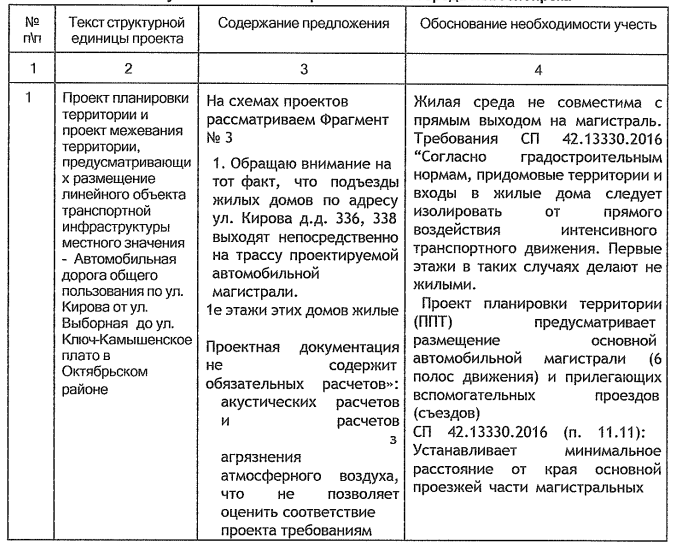 № Текст структурной Содержание предложения Обоснование необходимости учесть
п\п единицы проекта
1 2 3 4
1
Проект планировки
территории и
проект межевания
территории,
предусматривающи
х размещение
линейного объекта
транспортной
инфраструктуры
местного значения
- Автомобильная
дорога общего
пользования по ул.
Кирова от ул.
Выборная до ул.
Ключ-Камышенское
плато в
Октябрьском
районе
На схемах проектов
рассматриваем Фрагмент
№ 3
1. Обращаю внимание на
тот факт, что подъезды
жилых домов по адресу
ул. Кирова д.д. 336, 338
выходят непосредственно
на трассу проектируемой
автомобильной
магистрали.
1е этажи этих домов жилые
Проектная документация
не содержит
обязательных расчетов»:
акустических расчетов
и расчетов
з
агрязнения
атмосферного воздуха,
что не позволяет
оценить соответствие
проекта требованиям
Жилая среда не совместима с
прямым выходом на магистраль.
Требования СП 42.13330.2016
“Согласно градостроительным
нормам, придомовые территории и
входы в жилые дома следует
изолировать от прямого
воздействия интенсивного
транспортного движения. Первые
этажи в таких случаях делают не
жилыми.
Проект планировки территории
(ППТ) предусматривает
размещение основной
автомобильной магистрали (6
полос движения) и прилегающих
вспомогательных проездов
(съездов)
СП 42.13330.2016 (п. 11.11):
Устанавливает минимальное
расстояние от края основной
проезжей части магистральных